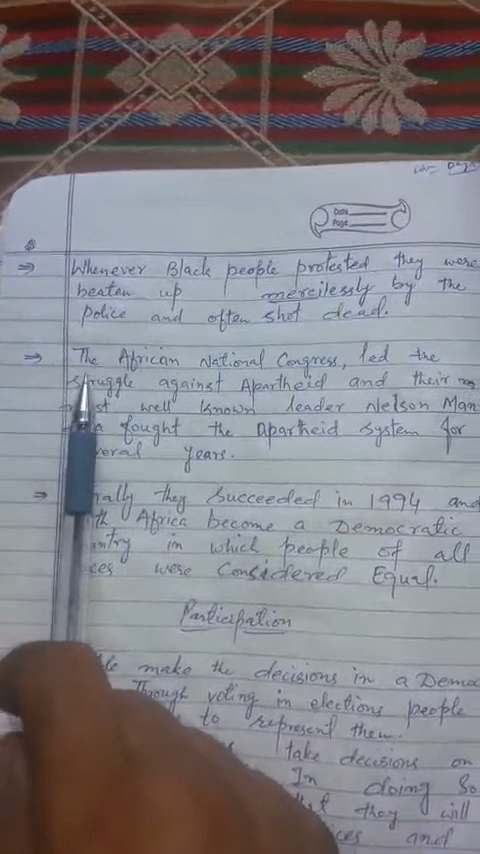 Date
Page
⇒ Whenever Black people protested they were
beaten up mercilessly by the
police and often shot dead.
⇒ The African National Congress, led the
struggle against Apartheid and their
well known leader Nelson Man
fought the apartheid system for
years.
⇒ they Succeeded in 1994 and
Africa become a Democratic
in which people of all
were Considered Equal.
Participation
make the decisions in a Democ
Through voting in elections people
to represent them.
take decisions on
In doing So
they will
and